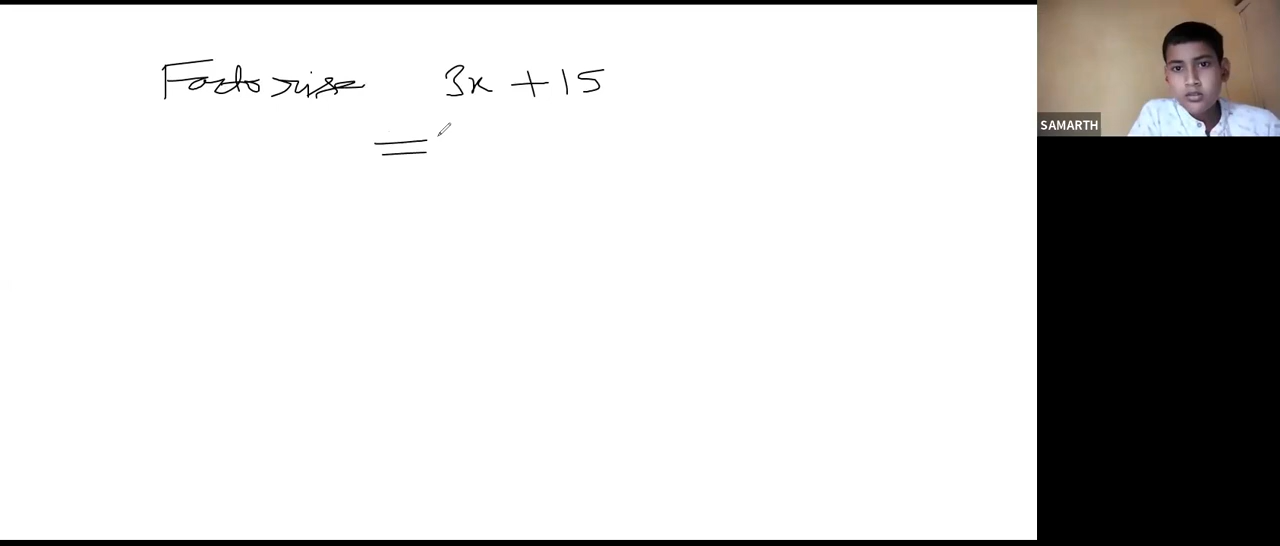 Factorise 3x + 15
=
SAMARTH